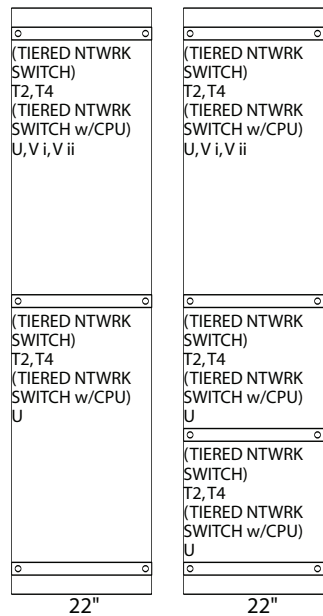 (TIERED NTWRK
SWITCH)
T2,T4
(TIERED NTWRK
SWITCH w/CPU)
U,V i,V ii
(TIERED NTWRK
SWITCH)
T2,T4
(TIERED NTWRK
SWITCH w/CPU)
U
22"
(TIERED NTWRK
SWITCH)
T2,T4
(TIERED NTWRK
SWITCH w/CPU)
U,V i,V ii
(TIERED NTWRK
SWITCH)
T2,T4
(TIERED NTWRK
SWITCH w/CPU)
U
(TIERED NTWRK
SWITCH)
T2,T4
(TIERED NTWRK
SWITCH w/CPU)
U
22"